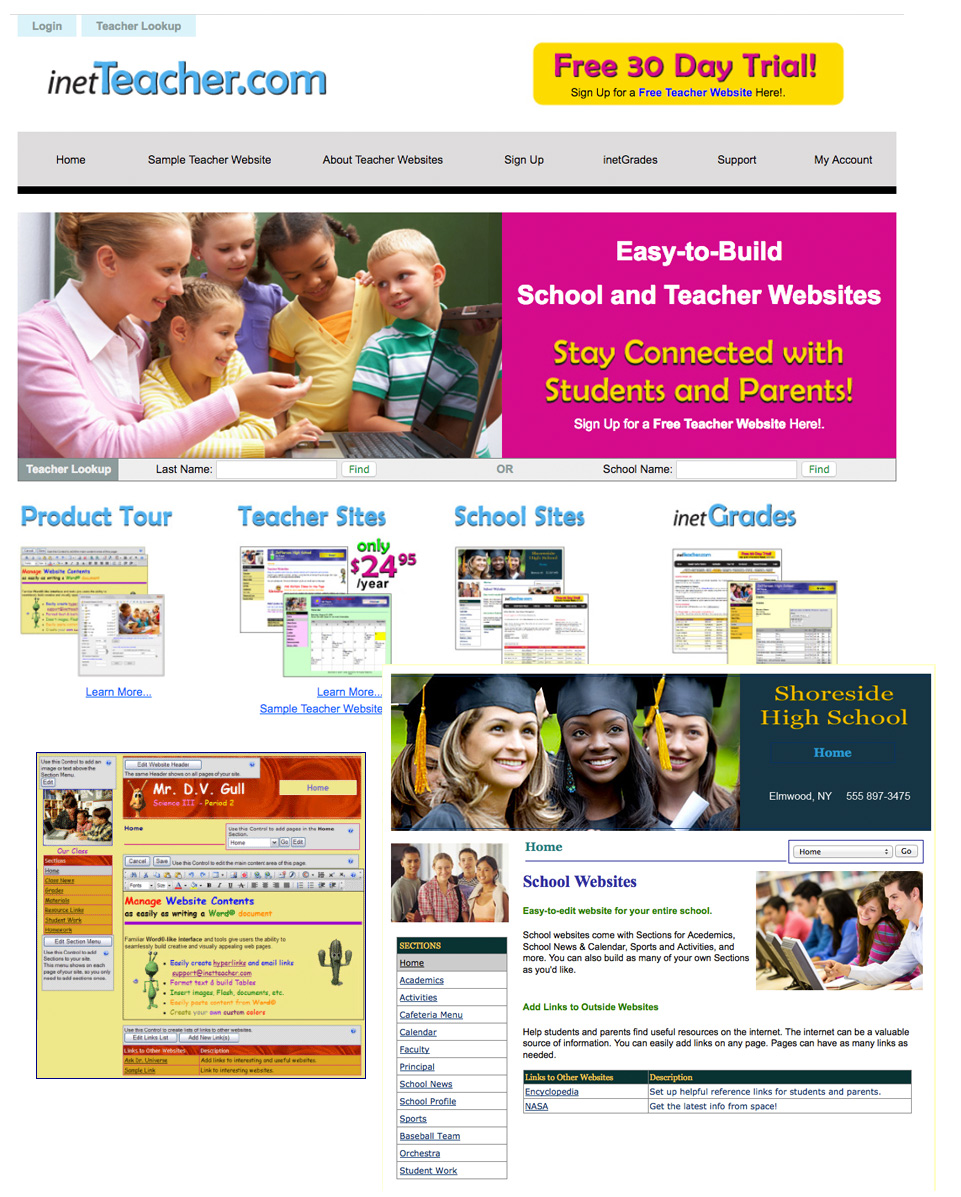 Login
Teacher Lookup
inetTeacher.com
Free 30 Day Trial!
Sign Up for a Free Teacher Website Here!.
Home
Sample Teacher Website
About Teacher Websites
Sign Up
inetGrades
Support
My Account
Easy-to-Build
School and Teacher Websites
Stay Connected with
Students and Parents!
Sign Up for a Free Teacher Website Here!.
Teacher Lookup
Last Name:
Find
OR
School Name:
Find
Product Tour
Teacher Sites
School Sites
inetGrades
Manage Website Contents
as easily as writing a Word® document
only
$24.95
/year
Learn More...
Learn More...
Sample Teacher Website
Use this Control to add an
image or text above the
Section Menu.
Edit
Our Class
Sections
Home
Class News
Grades
Materials
Resource Links
Student Work
Homework
Edit Section Menu
Use this Control to add
Sections to your site.
This menu shows on each
page of your site, so you only
need to add sections once.
Edit Website Header
The same Header shows on all pages of your site.
Mr. D.V. Gull
Science III - Period 2
Home
Home
Use this Control to add pages in the Home
Section.
Home
Go
Edit
Cancel
Save
Use this Control to edit the main content area of this page.
Fonts
Size
Manage Website Contents
as easily as writing a Word® document
Familiar Word®-like interface and tools give users the ability to
seamlessly build creative and visually appealing web pages.
Easily create hyperlinks and email links
support@inetteacher.com
Format text & build Tables
Insert images, Flash, documents, etc.
Easily paste content from Word®
Create your own custom colors
Use this Control to create lists of links to other websites.
Edit Links List
Add New Link(s)
Links to Other Websites
Description
Ask Dr. Universe
Add links to interesting and useful websites.
Sample Link
Link to interesting websites.
Shoreside
High School
Home
Elmwood, NY 555 897-3475
Home
Home
Go
School Websites
Easy-to-edit website for your entire school.
School websites come with Sections for Acedemics,
School News & Calendar, Sports and Activities, and
more. You can also build as many of your own Sections
as you'd like.
Add Links to Outside Websites
Help students and parents find useful resources on the internet. The internet can be a valuable
source of information. You can easily add links on any page. Pages can have as many links as
needed.
Links to Other Websites
Description
Encyclopedia
Set up helpful reference links for students and parents.
NASA
Get the latest info from space!
SECTIONS
Home
Academics
Activities
Cafeteria Menu
Calendar
Faculty
Principal
School News
School Profile
Sports
Baseball Team
Orchestra
Student Work